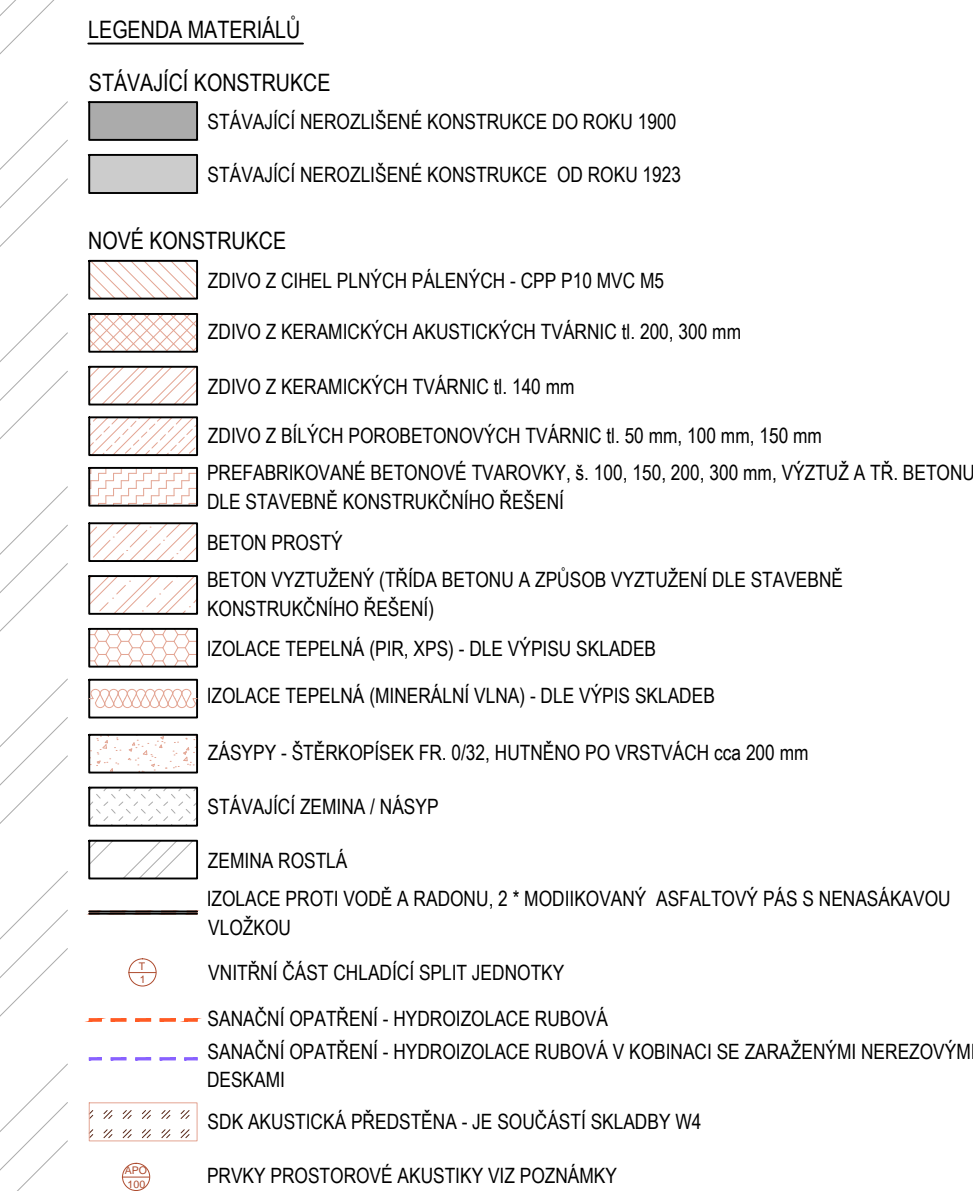 LEGENDA MATERIÁLŮ
STÁVAJÍCÍ KONSTRUKCE
STÁVAJÍCÍ NEROZLIŠENÉ KONSTRUKCE DO ROKU 1900
STÁVAJÍCÍ NEROZLIŠENÉ KONSTRUKCE OD ROKU 1923
NOVÉ KONSTRUKCE
ZDIVO Z CIHEL PLNÝCH PÁLENÝCH - CPP P10 MVC M5
ZDIVO Z KERAMICKÝCH AKUSTICKÝCH TVÁRNIC tl. 200, 300 mm
ZDIVO Z KERAMICKÝCH TVÁRNIC tl. 140 mm
ZDIVO Z BÍLÝCH POROBETONOVÝCH TVÁRNIC tl. 50 mm, 100 mm, 150 mm
PREFABRIKOVANÉ BETONOVÉ TVAROVKY, š. 100, 150, 200, 300 mm, VÝZTUŽ A TŘ. BETONU
DLE STAVEBNĚ KONSTRUKČNÍHO ŘEŠENÍ
BETON PROSTÝ
BETON VYZTUŽENÝ (TŘÍDA BETONU A ZPŮSOB VYZTUŽENÍ DLE STAVEBNĚ
KONSTRUKČNÍHO ŘEŠENÍ)
IZOLACE TEPELNÁ (PIR, XPS) - DLE VÝPISU SKLADEB
IZOLACE TEPELNÁ (MINERÁLNÍ VLNA) - DLE VÝPIS SKLADEB
ZÁSYPY - ŠTĚRKOPÍSEK FR. 0/32, HUTNĚNO PO VRSTVÁCH cca 200 mm
STÁVAJÍCÍ ZEMINA / NÁSYP
ZEMINA ROSTLÁ
IZOLACE PROTI VODĚ A RADONU, 2 * MODIIKOVANÝ ASFALTOVÝ PÁS S NENASÁKAVOU
VLOŽKOU
T
1
VNITŘNÍ ČÁST CHLADÍCÍ SPLIT JEDNOTKY
SANAČNÍ OPATŘENÍ - HYDROIZOLACE RUBOVÁ
SANAČNÍ OPATŘENÍ - HYDROIZOLACE RUBOVÁ V KOBINACI SE ZARAŽENÝMI NEREZOVÝMI
DESKAMI
SDK AKUSTICKÁ PŘEDSTĚNA - JE SOUČÁSTÍ SKLADBY W4
APO
100
PRVKY PROSTOROVÉ AKUSTIKY VIZ POZNÁMKY